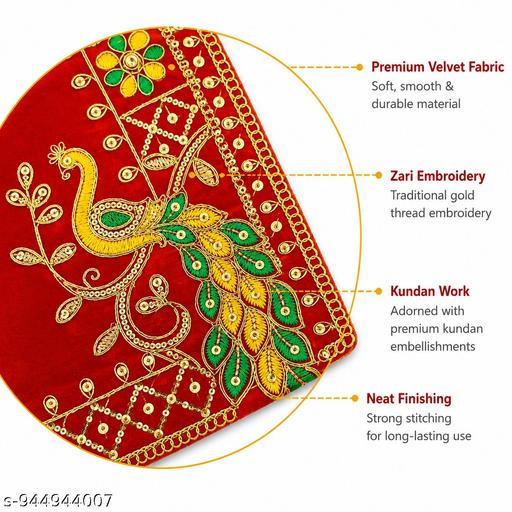 Premium Velvet Fabric
Soft, smooth &
durable material
Zari Embroidery
Traditional gold
thread embroidery
Kundan Work
Adorned with
premium kundan
embellishments
Neat Finishing
Strong stitching
for long-lasting use
s-944944007